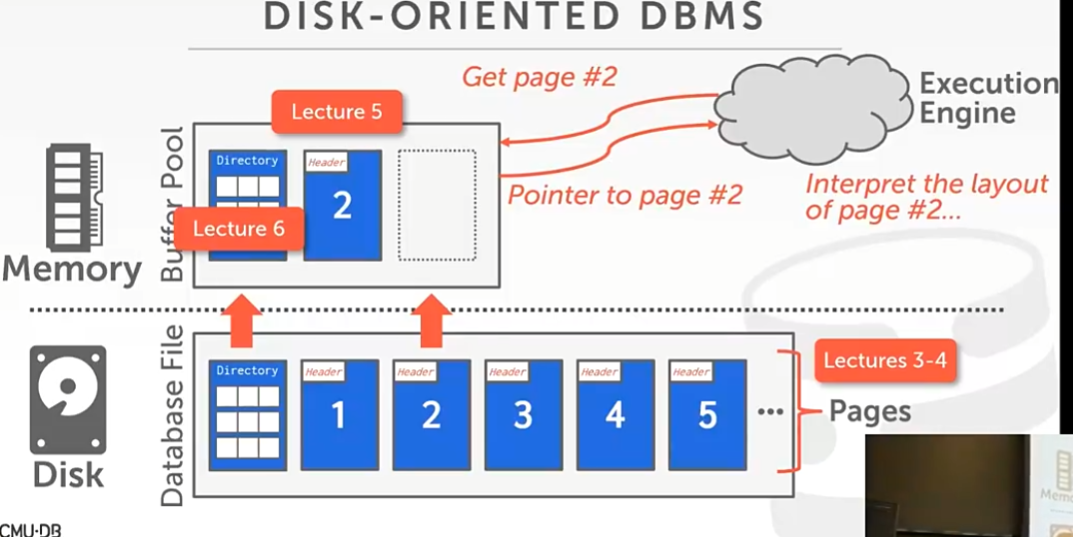 DISK-ORIENTED DBMS
Get page #2
Execution
Engine
Lecture 5
Buffer Pool
Directory
Header
2
Lecture 6
Pointer to page #2
Interpret the layout
of page #2...
Memory
Database File
Directory
Header
1
Header
2
Header
3
Header
4
Header
5
...
Lectures 3-4
Pages
Disk
CMU·DB